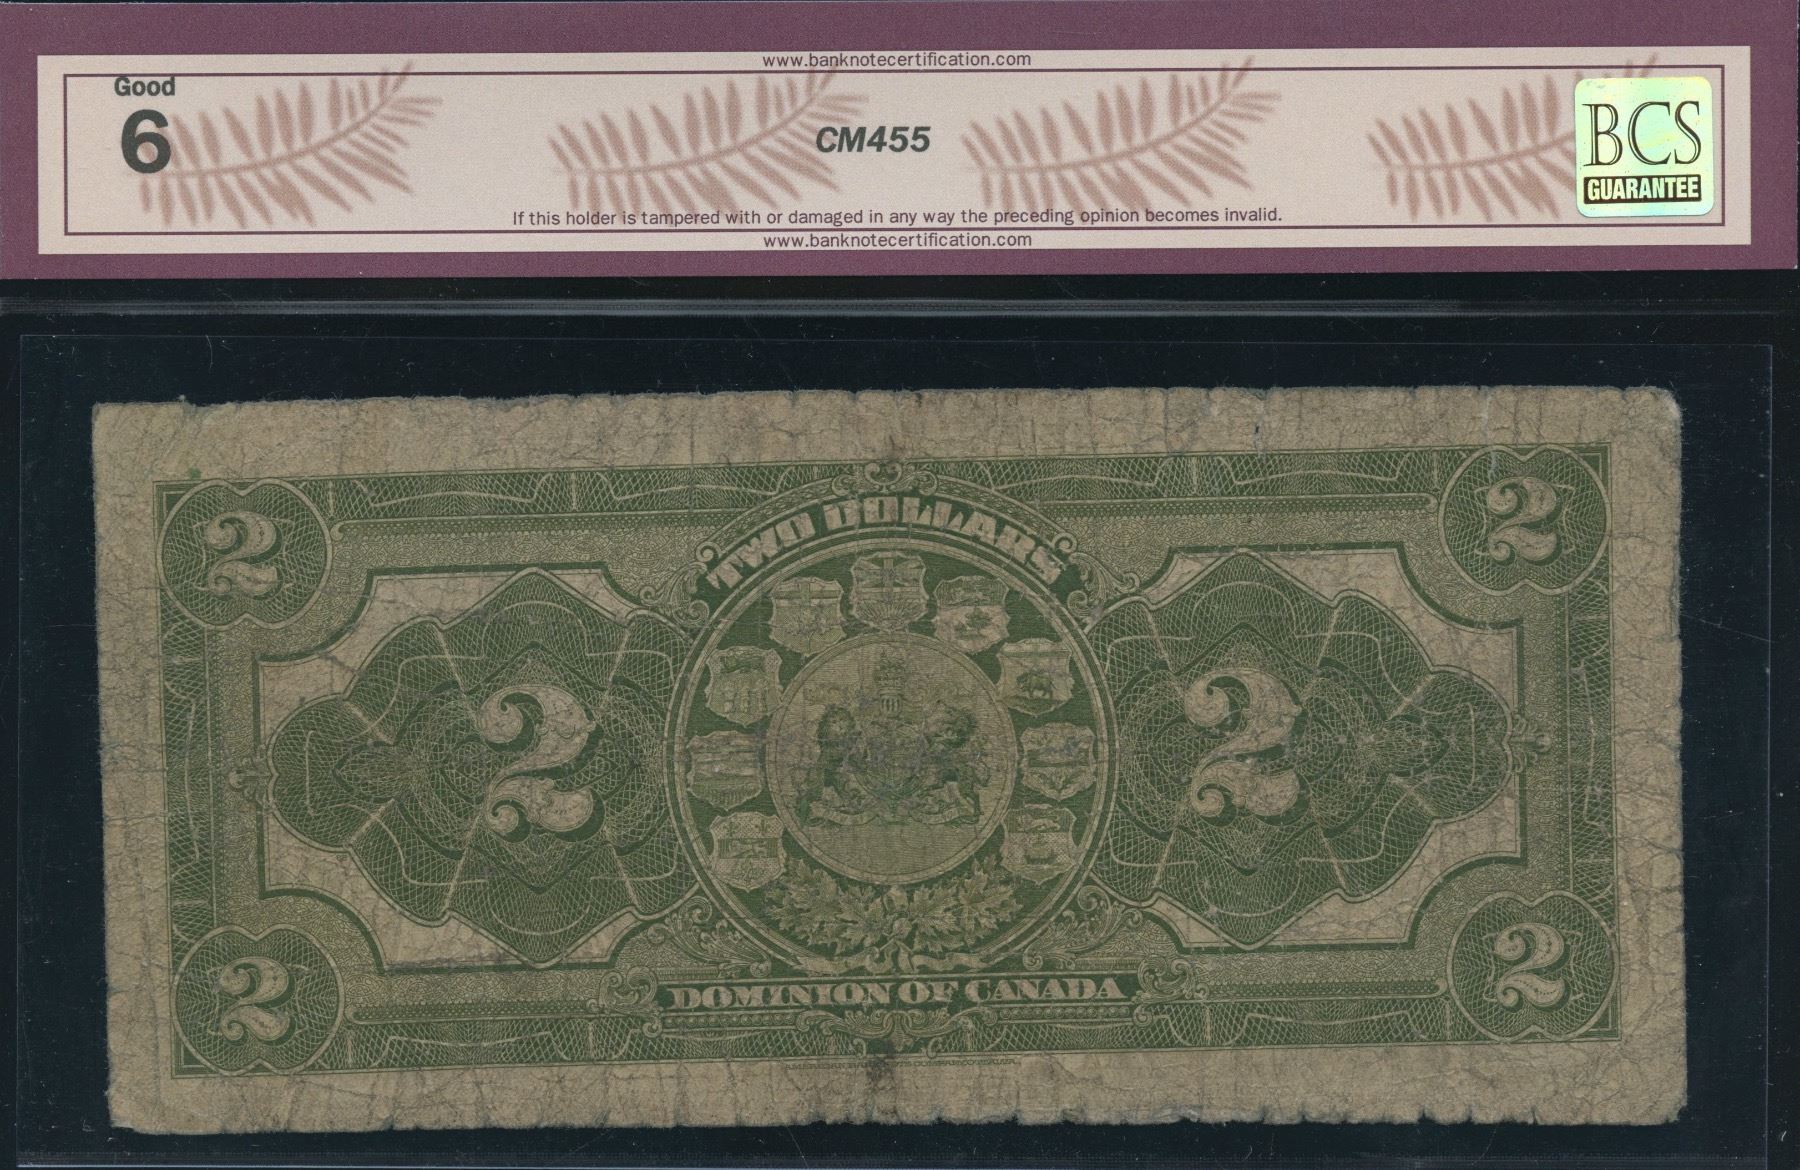 www.banknotecertification.com
Good
6
CM455
BCS
GUARANTEE
If this holder is tampered with or damaged in any way the preceding opinion becomes invalid.
www.banknotecertification.com
2
2
TWO DOLLARS
2
2
2
2
DOMINION OF CANADA